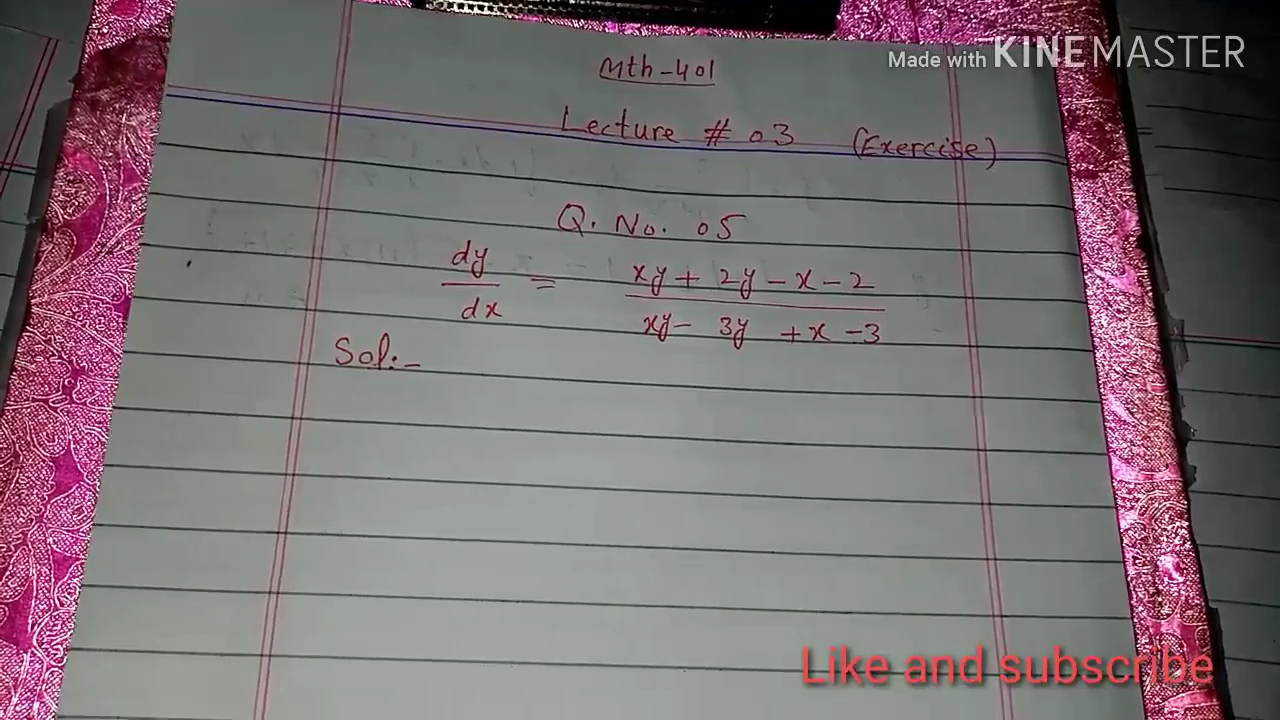 Made with KINEMASTER
Mth-401
Lecture # 03 (Exercise)
Q. No. 05
dy/dx = (xy + 2y - x - 2)/(xy - 3y + x - 3)
Sol:-
Like and subscribe